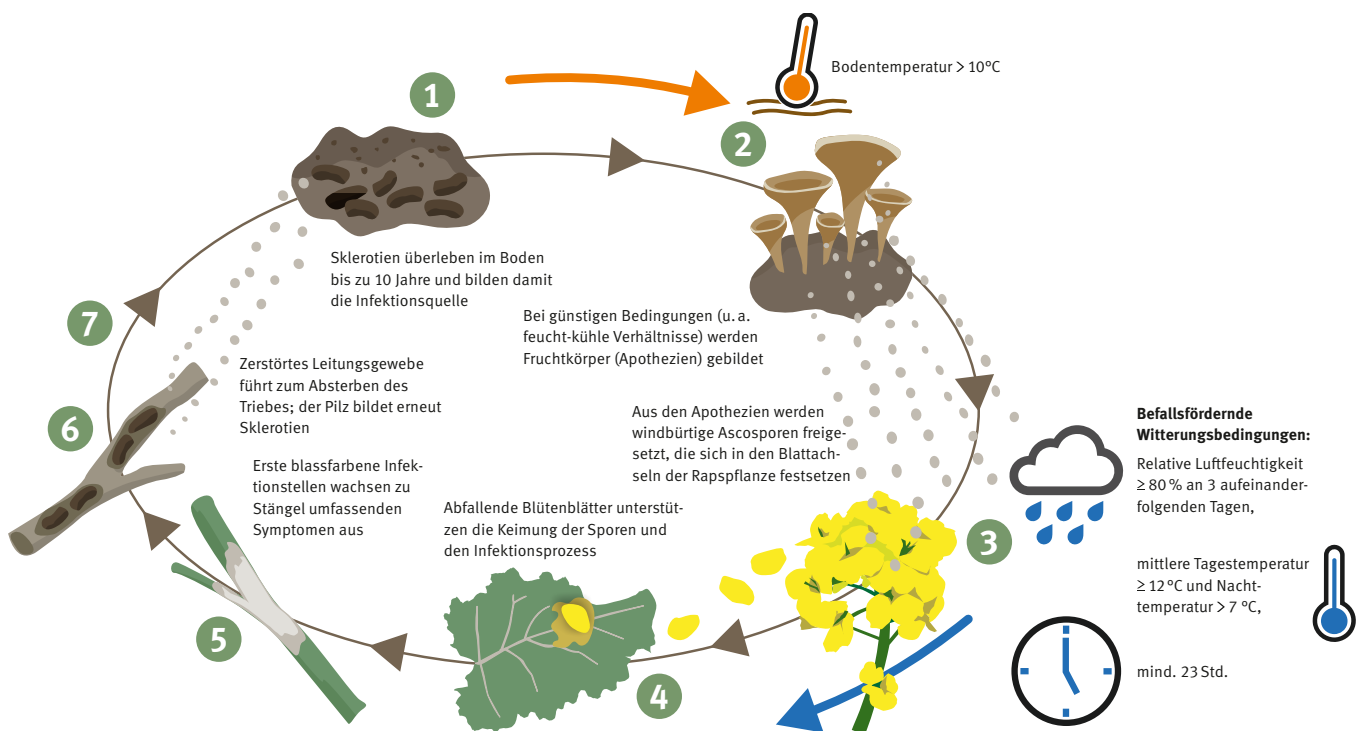 Bodentemperatur > 10°C
1
2
Sklerotien überleben im Boden
bis zu 10 Jahre und bilden damit
die Infektionsquelle
Bei günstigen Bedingungen (u. a.
feucht-kühle Verhältnisse) werden
Fruchtkörper (Apothezien) gebildet
7
Zerstörtes Leitungsgewebe
führt zum Absterben des
Triebes; der Pilz bildet erneut
Sklerotien
6
Aus den Apothezien werden
windbürtige Ascosporen freige-
setzt, die sich in den Blattach-
seln der Rapspflanze festsetzen
Befallsfördernde
Witterungsbedingungen:
Relative Luftfeuchtigkeit
≥ 80 % an 3 aufeinander-
folgenden Tagen,
Erste blassfarbene Infek-
tionstellen wachsen zu
Stängel umfassenden
Symptomen aus
Abfallende Blütenblätter unterstüt-
zen die Keimung der Sporen und
den Infektionsprozess
3
mittlere Tagestemperatur
≥ 12 °C und Nacht-
temperatur > 7 °C,
5
4
mind. 23 Std.